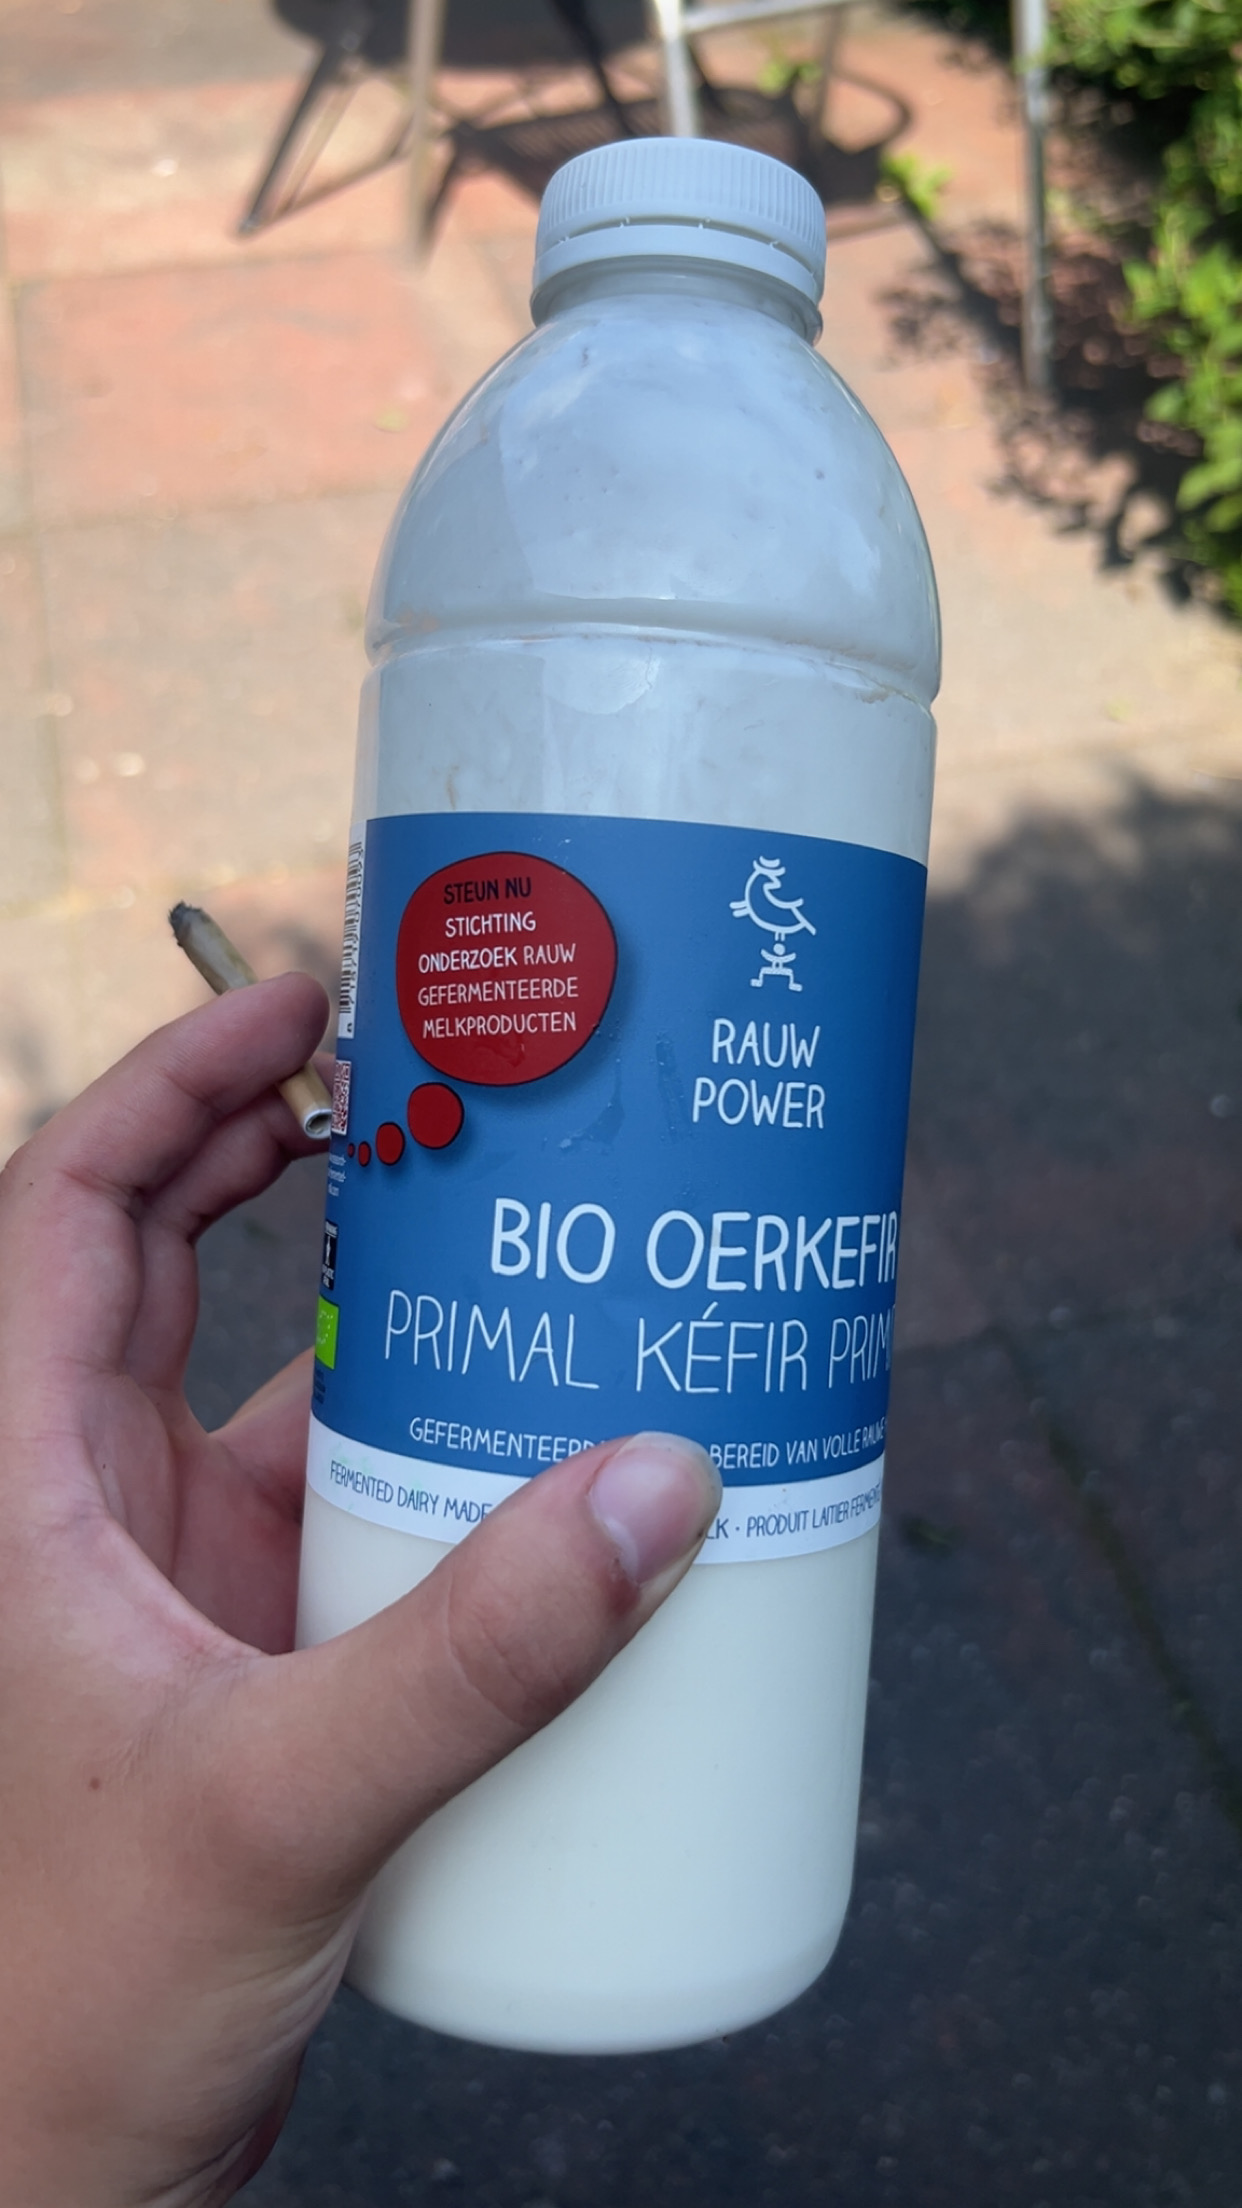 STEUN NU
STICHTING
ONDERZOEK RAUW
GEFERMENTEERDE
MELKPRODUCTEN
RAUW
POWER
BIO OERKEFIR
PRIMAL KÉFIR
BEREID VAN VOLLE
FERMENTED DAIRY MADE · PRODUIT LAITIER